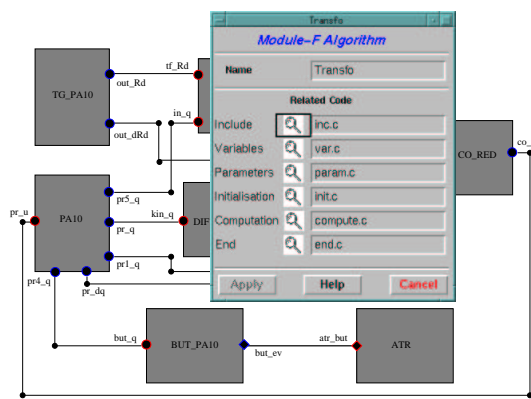 Transfo
Module-F Algorithm
Name Transfo
Related Code
Include inc.c
Variables var.c
Parameters param.c
Initialisation init.c
Computation compute.c
End end.c
Apply Help Cancel
TG_PA10
out_Rd
tf_Rd
out_dRd
in_q
CO_RED
co_
pr_u
PA10
pr5_q
pr_q
kin_q
DIF
pr1_q
pr4_q
pr_dq
but_q
BUT_PA10
but_ev
atr_but
ATR